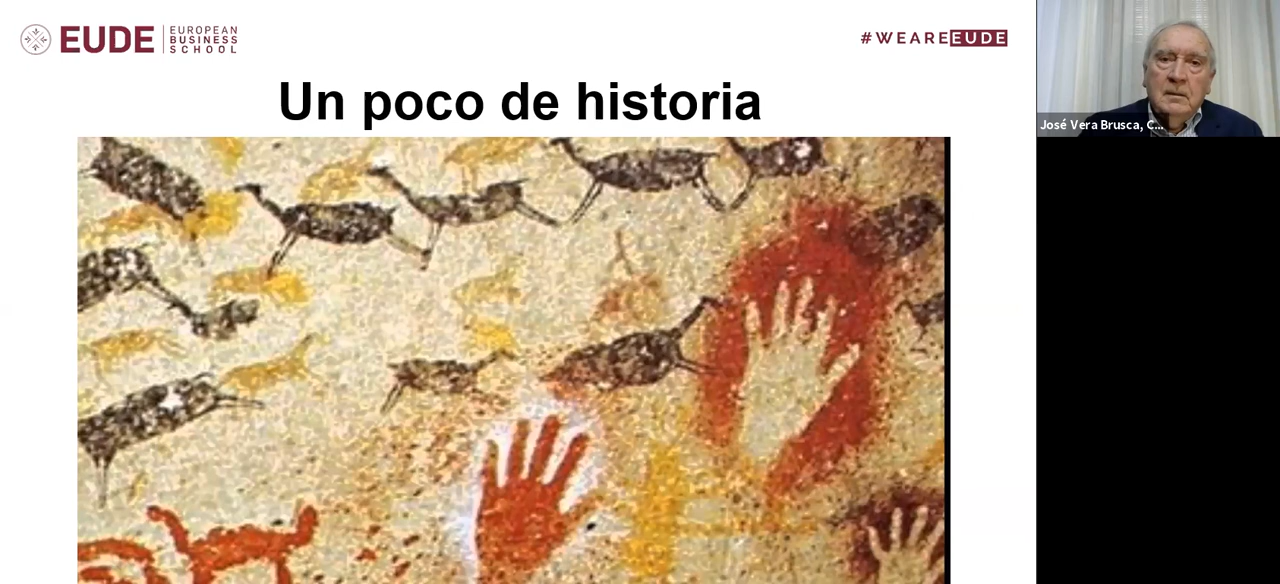 EUDE
EUROPEAN
BUSINESS
SCHOOL
#WEAREEUDE
Un poco de historia
José Vera Brusca, C...